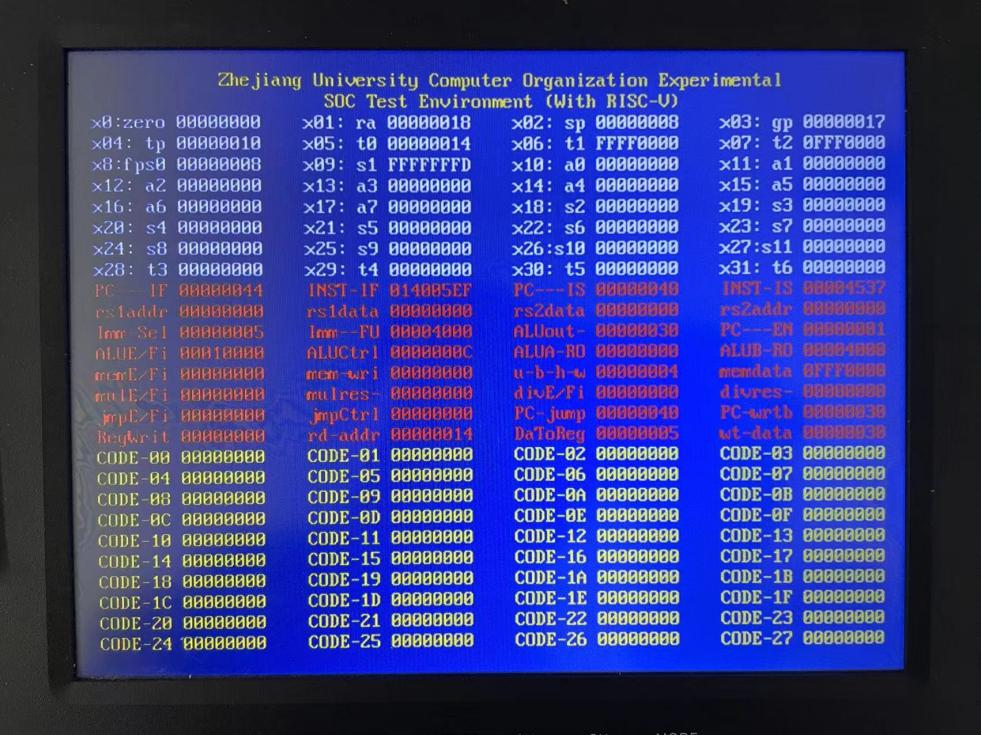 Zhejiang University Computer Organization Experimental
SOC Test Environment (With RISC-V)
x0:zero 00000000 x01: ra 00000018 x02: sp 00000008 x03: gp 00000017
x04: tp 00000010 x05: t0 00000014 x06: t1 FFFF0000 x07: t2 0FFF0000
x8:fps0 00000008 x09: s1 FFFFFFFD x10: a0 00000000 x11: a1 00000000
x12: a2 00000000 x13: a3 00000000 x14: a4 00000000 x15: a5 00000000
x16: a6 00000000 x17: a7 00000000 x18: s2 00000000 x19: s3 00000000
x20: s4 00000000 x21: s5 00000000 x22: s6 00000000 x23: s7 00000000
x24: s8 00000000 x25: s9 00000000 x26:s10 00000000 x27:s11 00000000
x28: t3 00000000 x29: t4 00000000 x30: t5 00000000 x31: t6 00000000
PC---IF 00000044 INST-IF 014005EF PC---IS 00000040 INST-IS 00004537
rs1addr 00000000 rs1data 00000000 rs2data 00000000 rs2addr 00000000
Imm-Sel 00000005 Imm--FU 00004000 ALUout- 00000030 PC---EN 00000001
ALUE/Fi 00010000 ALUCtrl 0000000C ALUA-RO 00000000 ALUB-RO 00004000
memE/Fi 00000000 mem-wri 00000000 u-b-h-w 00000004 memdata 0FFF0000
mulE/Fi 00000000 mulres- 00000000 divE/Fi 00000000 divres- 00000000
jmpE/Fi 00000000 jmpCtrl 00000000 PC-jump 00000040 PC-wrtb 00000030
RegWrit 00000000 rd-addr 00000014 DaToReg 00000005 wt-data 00000030
CODE-00 00000000 CODE-01 00000000 CODE-02 00000000 CODE-03 00000000
CODE-04 00000000 CODE-05 00000000 CODE-06 00000000 CODE-07 00000000
CODE-08 00000000 CODE-09 00000000 CODE-0A 00000000 CODE-0B 00000000
CODE-0C 00000000 CODE-0D 00000000 CODE-0E 00000000 CODE-0F 00000000
CODE-10 00000000 CODE-11 00000000 CODE-12 00000000 CODE-13 00000000
CODE-14 00000000 CODE-15 00000000 CODE-16 00000000 CODE-17 00000000
CODE-18 00000000 CODE-19 00000000 CODE-1A 00000000 CODE-1B 00000000
CODE-1C 00000000 CODE-1D 00000000 CODE-1E 00000000 CODE-1F 00000000
CODE-20 00000000 CODE-21 00000000 CODE-22 00000000 CODE-23 00000000
CODE-24 00000000 CODE-25 00000000 CODE-26 00000000 CODE-27 00000000